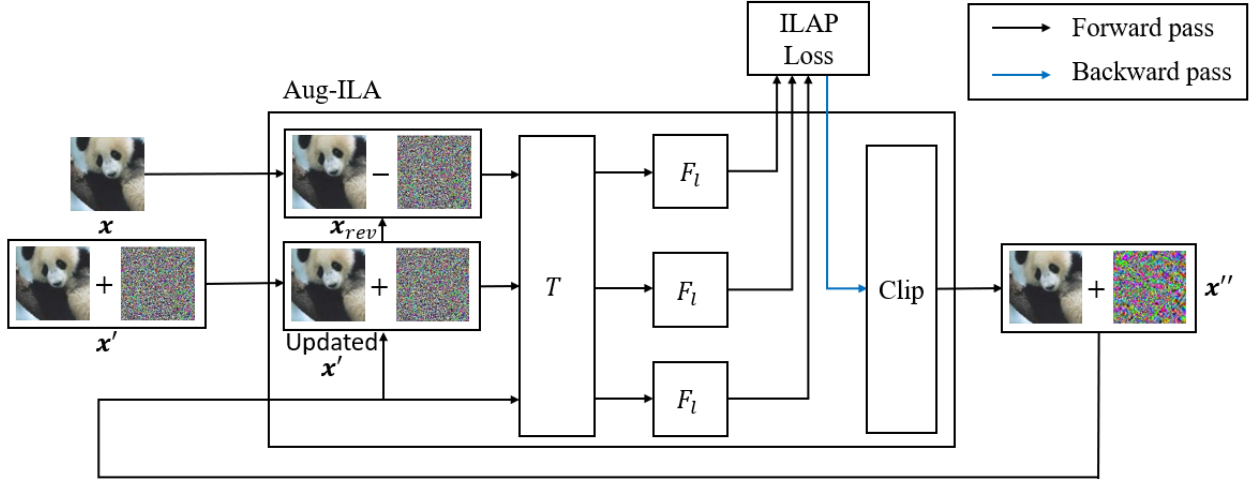 ILAP
Loss
Forward pass
Backward pass
Aug-ILA
x
−
x_rev
+
x′
+
Updated
x′
T
F_l
F_l
F_l
Clip
+
x′′